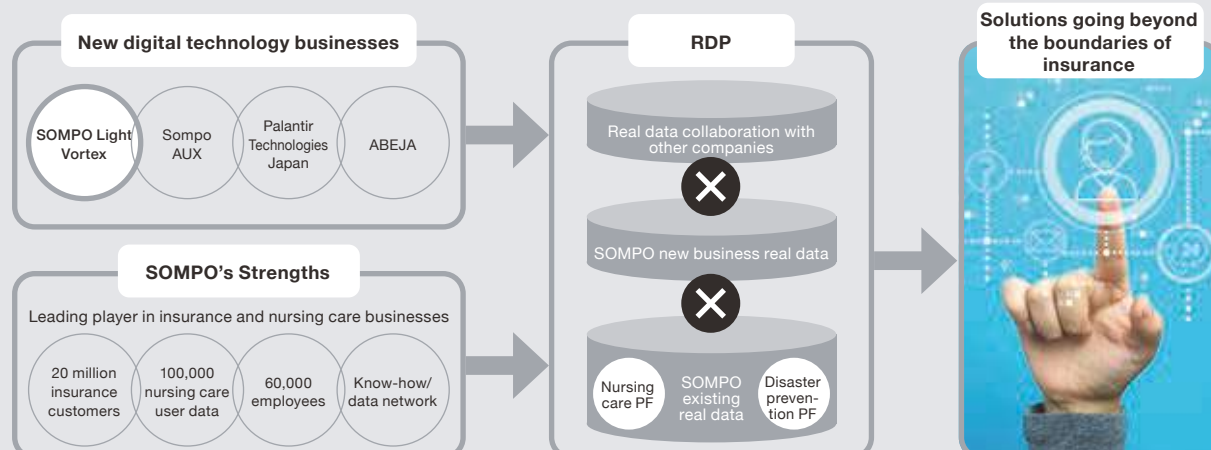 New digital technology businesses
SOMPO Light
Vortex
Sompo
AUX
Palantir
Technologies
Japan
ABEJA
SOMPO's Strengths
Leading player in insurance and nursing care businesses
20 million
insurance
customers
100,000
nursing care
user data
60,000
employees
Know-how/
data network
RDP
Real data collaboration with
other companies
SOMPO new business real data
Nursing
care PF
SOMPO
existing
real data
Disaster
preven-
tion PF
Solutions going beyond
the boundaries of
insurance